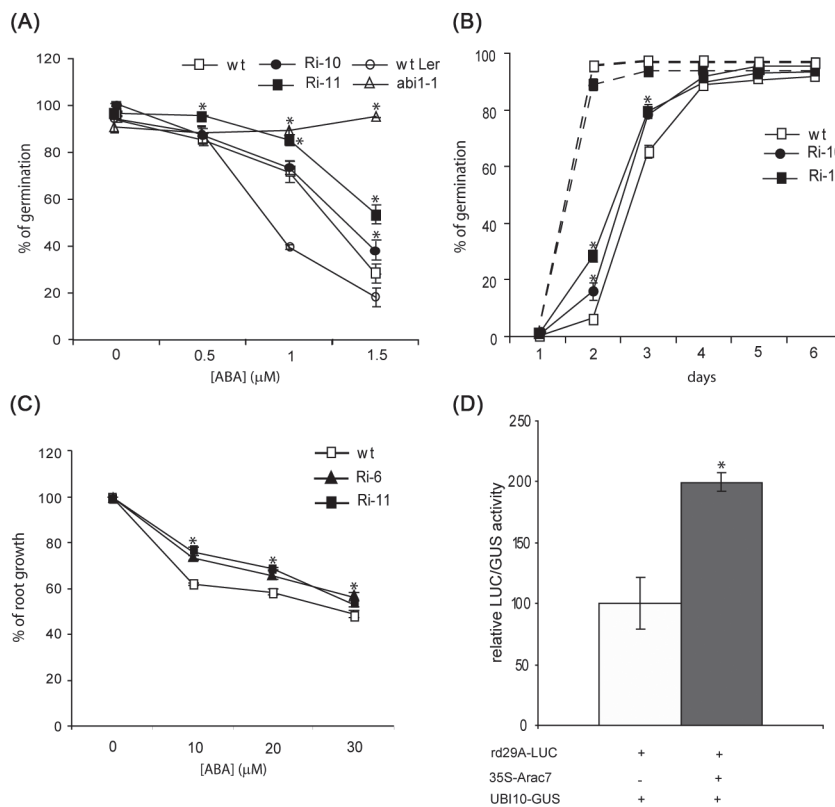 (A)
wt
Ri-10
wt Ler
Ri-11
abi1-1
% of germination
120
100
80
60
40
20
0
0 0.5 1 1.5
[ABA] (µM)
* * * * * *
(B)
wt
Ri-1
% of germination
100
80
60
40
20
0
1 2 3 4 5 6
days
* * *
(C)
wt
Ri-6
Ri-11
% of root growth
120
100
80
60
40
20
0
0 10 20 30
[ABA] (µM)
* * *
(D)
relative LUC/GUS activity
250
200
150
100
50
0
*
rd29A-LUC + +
35S-Arac7 - +
UBI10-GUS + +